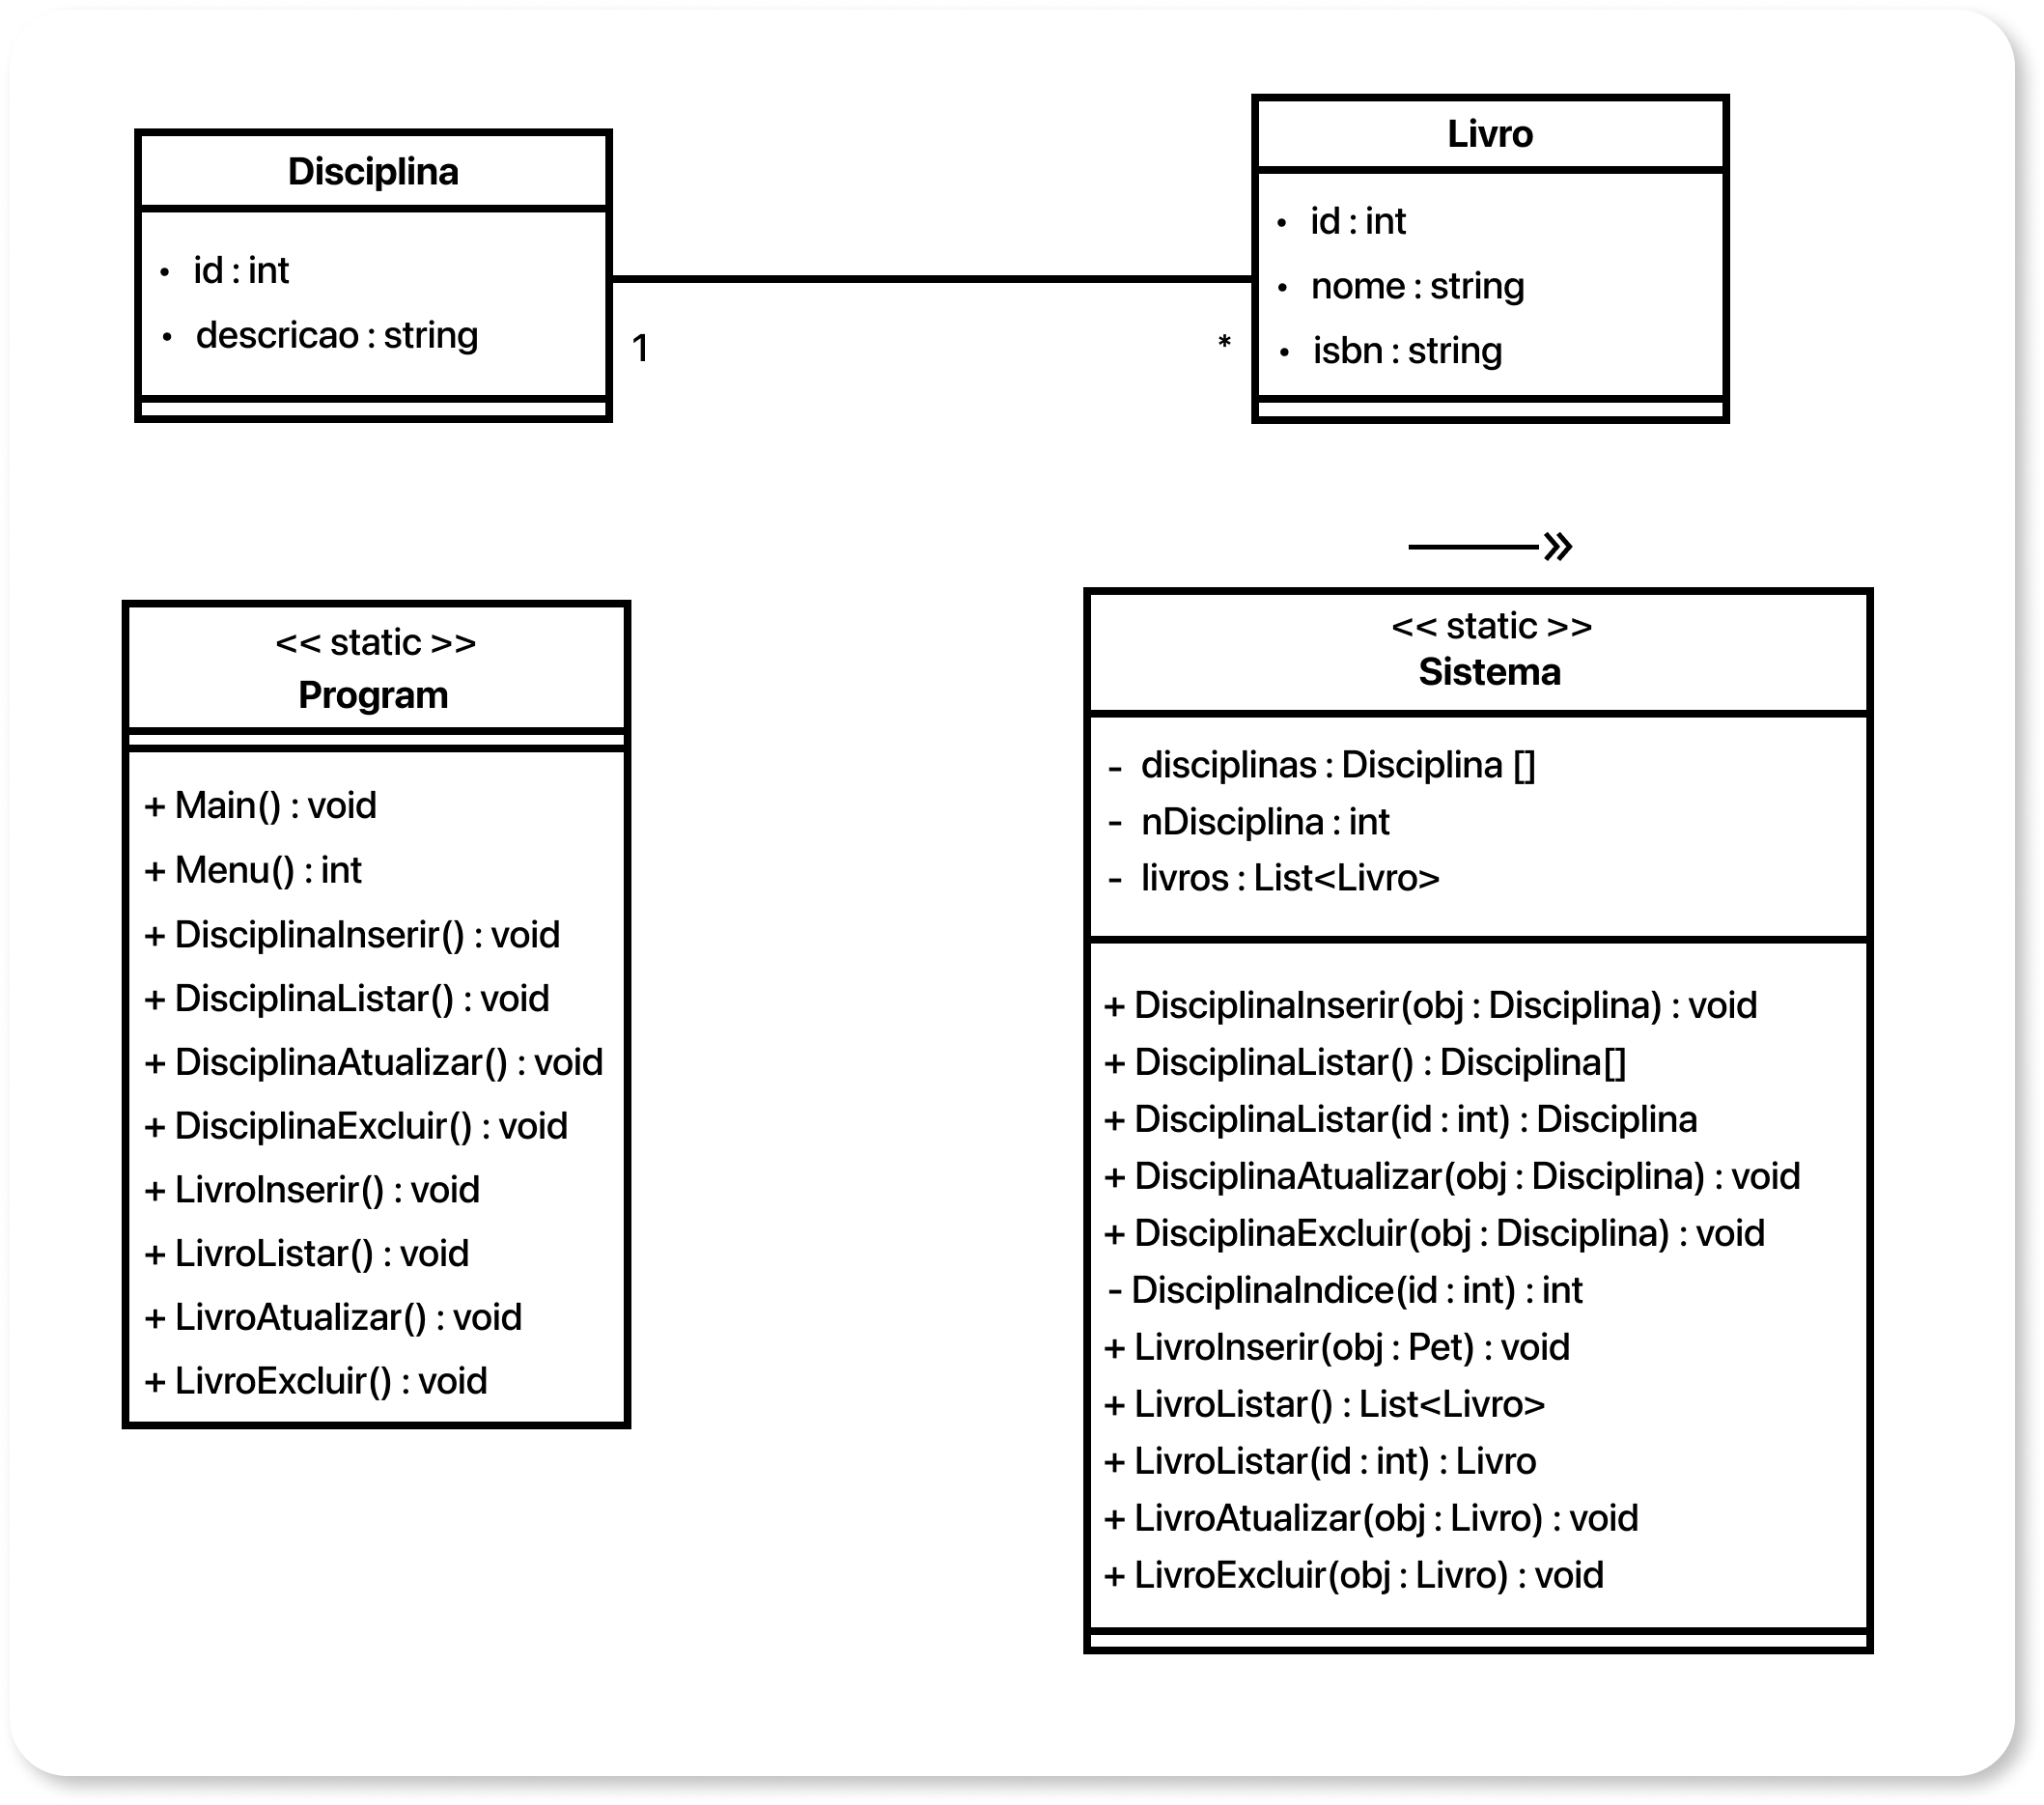 Disciplina
• id : int
• descricao : string
1
*
Livro
• id : int
• nome : string
• isbn : string
<< static >>
Program
+ Main() : void
+ Menu() : int
+ DisciplinaInserir() : void
+ DisciplinaListar() : void
+ DisciplinaAtualizar() : void
+ DisciplinaExcluir() : void
+ LivroInserir() : void
+ LivroListar() : void
+ LivroAtualizar() : void
+ LivroExcluir() : void
<< static >>
Sistema
- disciplinas : Disciplina []
- nDisciplina : int
- livros : List<Livro>
+ DisciplinaInserir(obj : Disciplina) : void
+ DisciplinaListar() : Disciplina[]
+ DisciplinaListar(id : int) : Disciplina
+ DisciplinaAtualizar(obj : Disciplina) : void
+ DisciplinaExcluir(obj : Disciplina) : void
- DisciplinaIndice(id : int) : int
+ LivroInserir(obj : Pet) : void
+ LivroListar() : List<Livro>
+ LivroListar(id : int) : Livro
+ LivroAtualizar(obj : Livro) : void
+ LivroExcluir(obj : Livro) : void